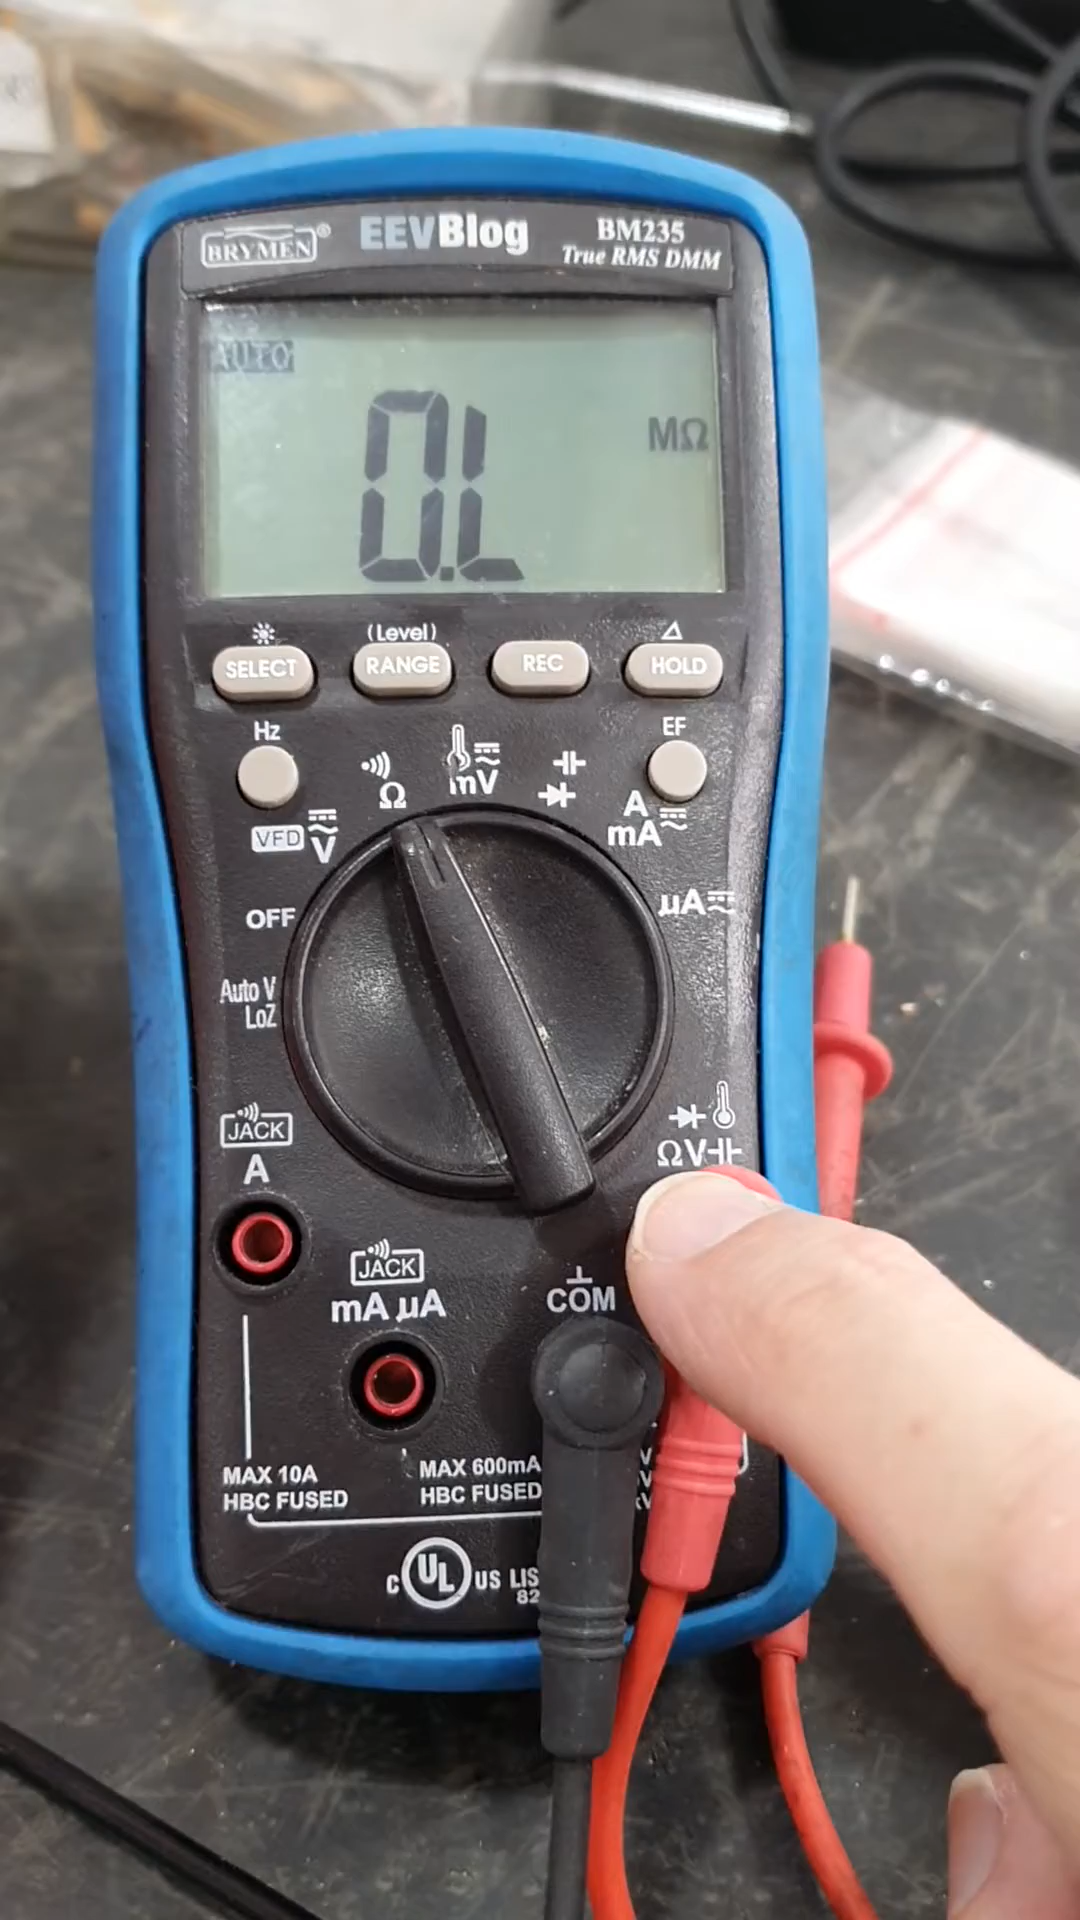 BRYMEN®
EEVBlog
BM235
True RMS DMM
AUTO
0.L
MΩ
(Level)
SELECT
RANGE
REC
HOLD
Hz
EF
mV
Ω
A
mA
VFD
V
µA
OFF
Auto V
LoZ
JACK
A
ΩV
JACK
mA µA
COM
MAX 10A
HBC FUSED
MAX 600mA
HBC FUSED
C UL US LIS
82